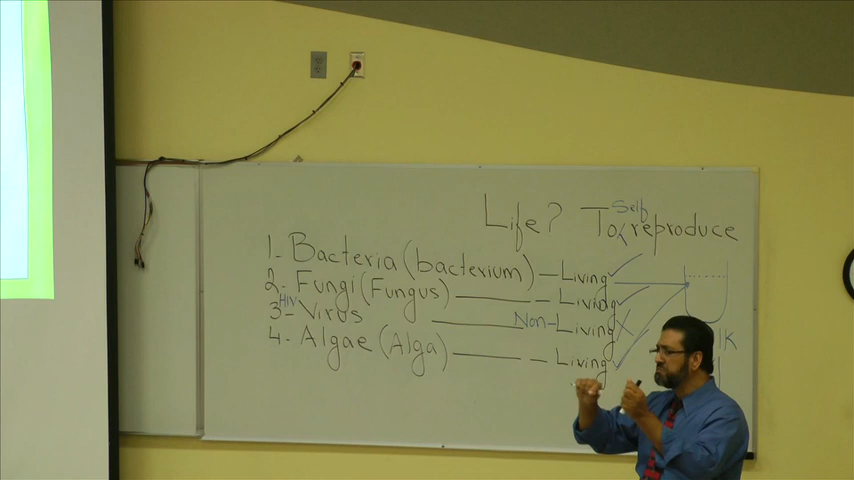 Life? To self reproduce
1- Bacteria (bacterium) - Living
2- Fungi (Fungus) - Living
HIV
3- Virus Non-Living
4- Algae (Alga) - Living
1K